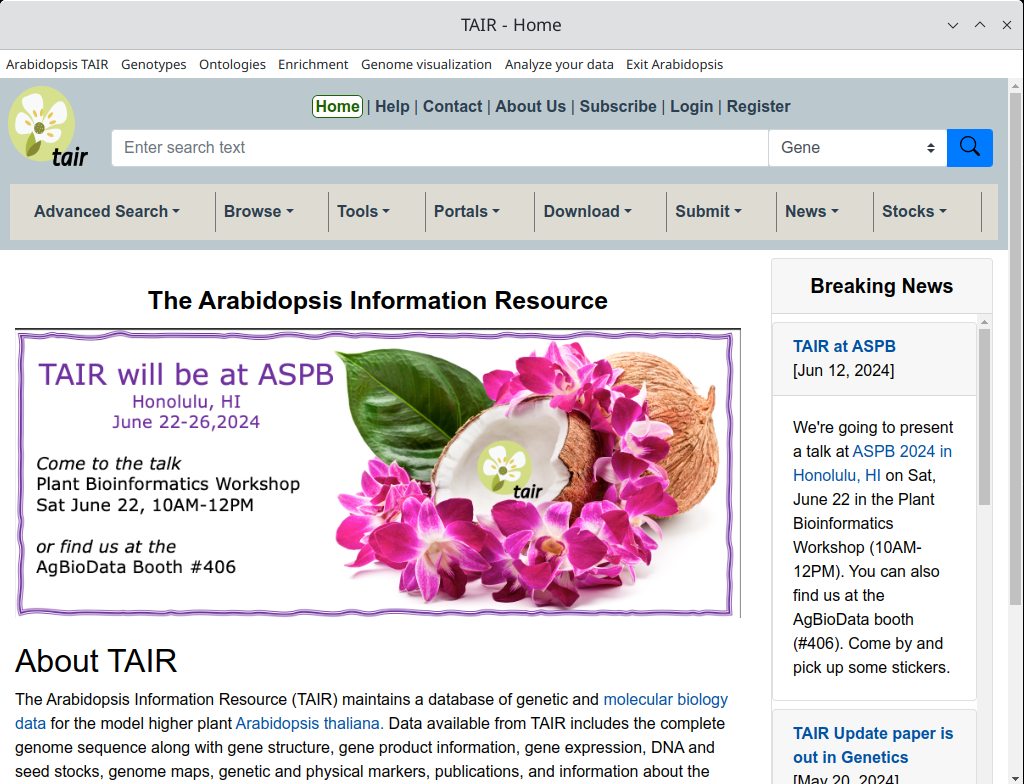 TAIR - Home
Arabidopsis TAIR Genotypes Ontologies Enrichment Genome visualization Analyze your data Exit Arabidopsis
tair
Home | Help | Contact | About Us | Subscribe | Login | Register
Enter search text
Gene
Advanced Search Browse Tools Portals Download Submit News Stocks
The Arabidopsis Information Resource
TAIR will be at ASPB
Honolulu, HI
June 22-26,2024
Come to the talk
Plant Bioinformatics Workshop
Sat June 22, 10AM-12PM
or find us at the
AgBioData Booth #406
tair
About TAIR
The Arabidopsis Information Resource (TAIR) maintains a database of genetic and molecular biology
data for the model higher plant Arabidopsis thaliana. Data available from TAIR includes the complete
genome sequence along with gene structure, gene product information, gene expression, DNA and
seed stocks, genome maps, genetic and physical markers, publications, and information about the
Breaking News
TAIR at ASPB
[Jun 12, 2024]
We're going to present
a talk at ASPB 2024 in
Honolulu, HI on Sat,
June 22 in the Plant
Bioinformatics
Workshop (10AM-
12PM). You can also
find us at the
AgBioData booth
(#406). Come by and
pick up some stickers.
TAIR Update paper is
out in Genetics
[May 20, 2024]